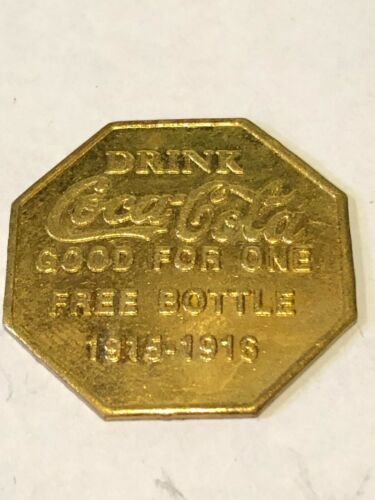 DRINK
Coca-Cola
GOOD FOR ONE
FREE BOTTLE
1915-1916